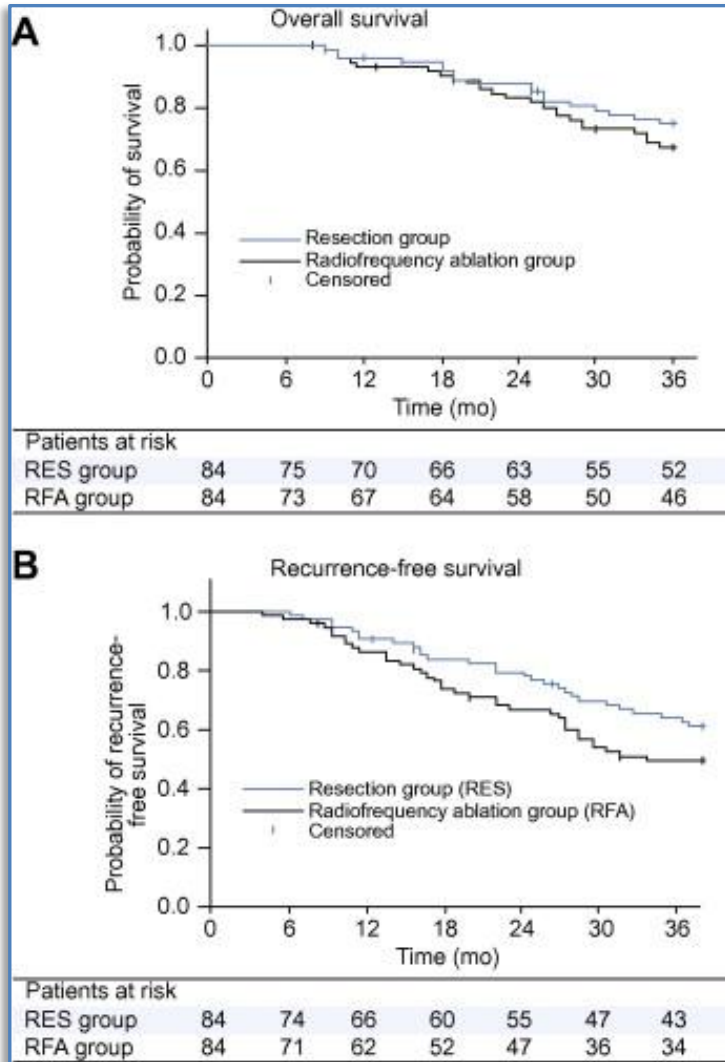 A
Overall survival
Probability of survival
1.0
0.8
0.6
0.4
0.2
0.0
Resection group
Radiofrequency ablation group
Censored
0 6 12 18 24 30 36
Time (mo)
Patients at risk
RES group 84 75 70 66 63 55 52
RFA group 84 73 67 64 58 50 46
B
Recurrence-free survival
Probability of recurrence-
free survival
1.0
0.8
0.6
0.4
0.2
0.0
Resection group (RES)
Radiofrequency ablation group (RFA)
Censored
0 6 12 18 24 30 36
Time (mo)
Patients at risk
RES group 84 74 66 60 55 47 43
RFA group 84 71 62 52 47 36 34